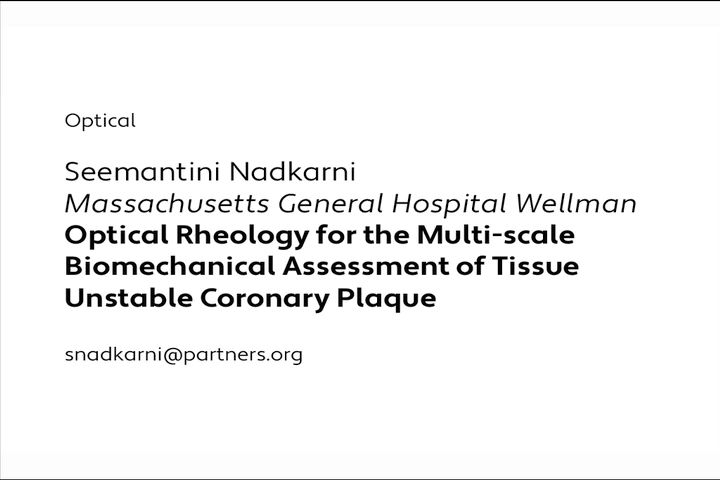 Optical
Seemantini Nadkarni
Massachusetts General Hospital Wellman
Optical Rheology for the Multi-scale
Biomechanical Assessment of Tissue
Unstable Coronary Plaque
snadkarni@partners.org